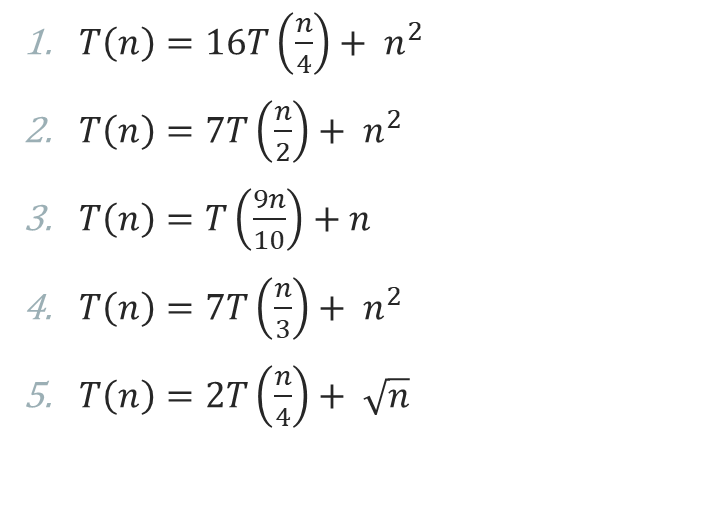 1. T(n) = 16T(n/4) + n²
2. T(n) = 7T(n/2) + n²
3. T(n) = T(9n/10) + n
4. T(n) = 7T(n/3) + n²
5. T(n) = 2T(n/4) + √n